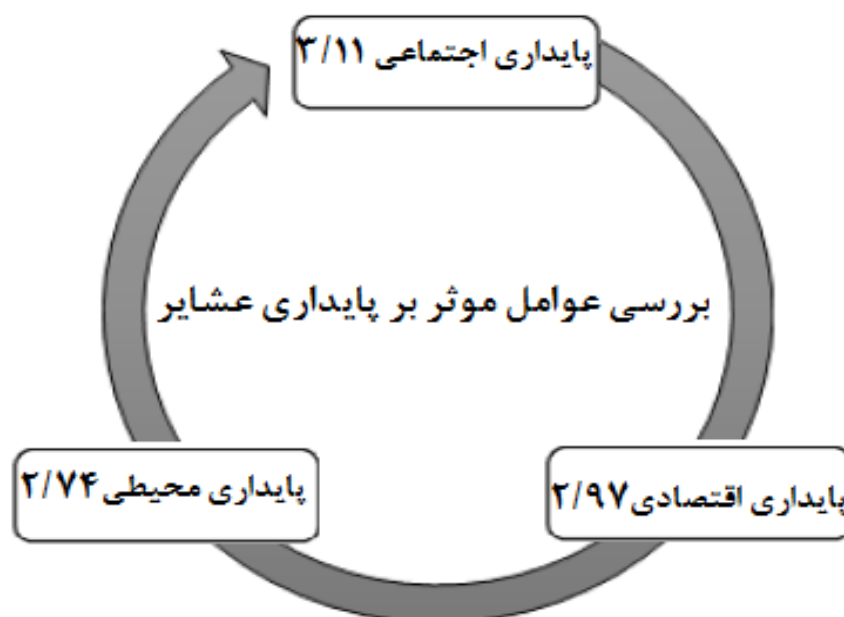 پایداری اجتماعی ۳/۱۱
بررسی عوامل موثر بر پایداری عشایر
پایداری اقتصادی ۲/۹۷
پایداری محیطی ۲/۷۴